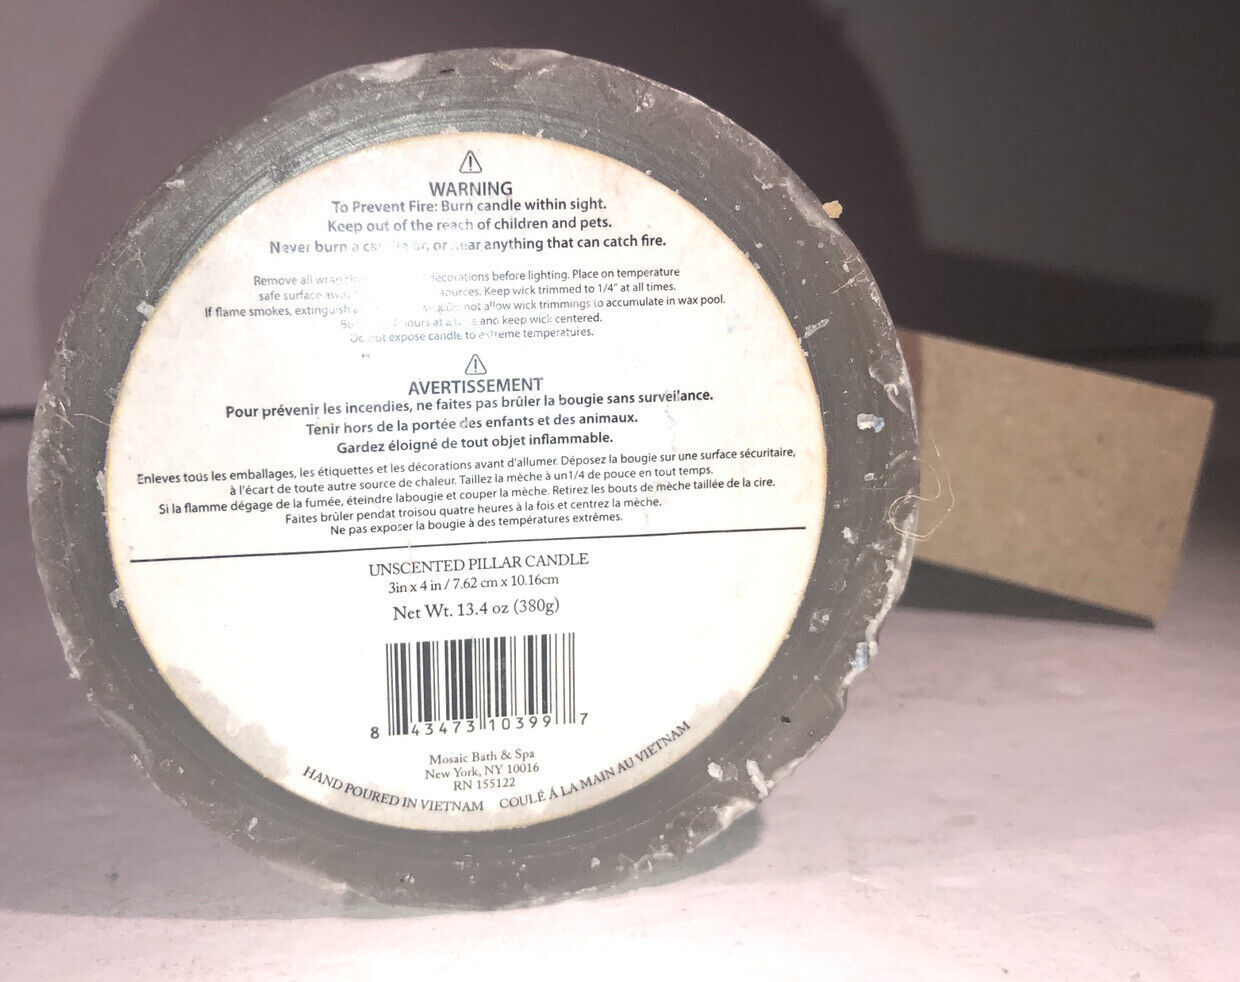 WARNING
To Prevent Fire: Burn candle within sight.
Keep out of the reach of children and pets.
Never burn a on or near anything that can catch fire.
Remove all decorations before lighting. Place on temperature
safe surface sources. Keep wick trimmed to 1/4" at all times.
If flame smokes, extinguish Do not allow wick trimmings to accumulate in wax pool.
4 hours at a time and keep wick centered.
Do not expose candle to extreme temperatures.
AVERTISSEMENT
Pour prévenir les incendies, ne faites pas brûler la bougie sans surveilance.
Tenir hors de la portée des enfants et des animaux.
Gardez éloigné de tout objet inflammable.
Enleves tous les emballages, les étiquettes et les décorations avant d'allumer. Déposez la bougie sur une surface sécuritaire,
à l'écart de toute autre source de chaleur. Taillez la mèche à un1/4 de pouce en tout temps.
Si la flamme dégage de la fumée, éteindre labougie et couper la mèche. Retirez les bouts de mèche taillée de la cire.
Faites brûler pendat troisou quatre heures à la fois et centrez la mèche.
Ne pas exposer la bougie à des températures extrêmes.
UNSCENTED PILLAR CANDLE
3in x 4 in / 7.62 cm x 10.16cm
Net Wt. 13.4 oz (380g)
8 43473 10399 7
Mosaic Bath & Spa
New York, NY 10016
RN 155122
HAND POURED IN VIETNAM COULÉ Á LA MAIN AU VIETNAM